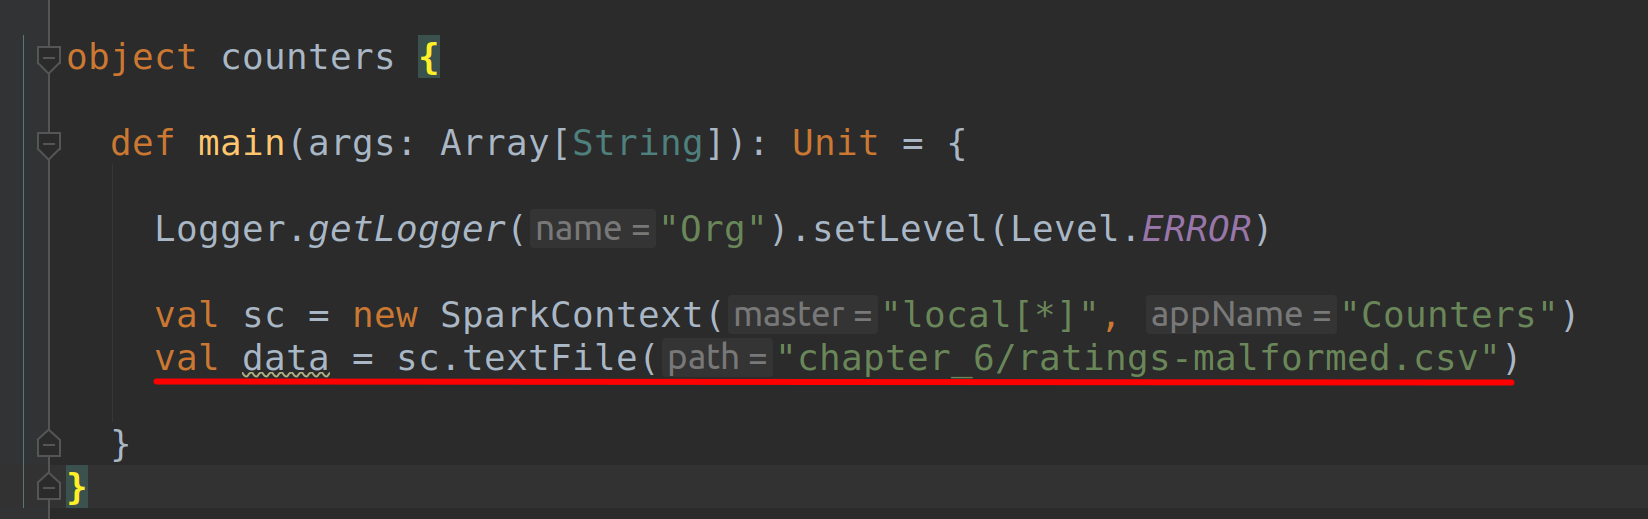 object counters {
def main(args: Array[String]): Unit = {
Logger.getLogger( name = "Org").setLevel(Level.ERROR)
val sc = new SparkContext( master = "local[*]", appName = "Counters")
val data = sc.textFile( path = "chapter_6/ratings-malformed.csv")
}
}